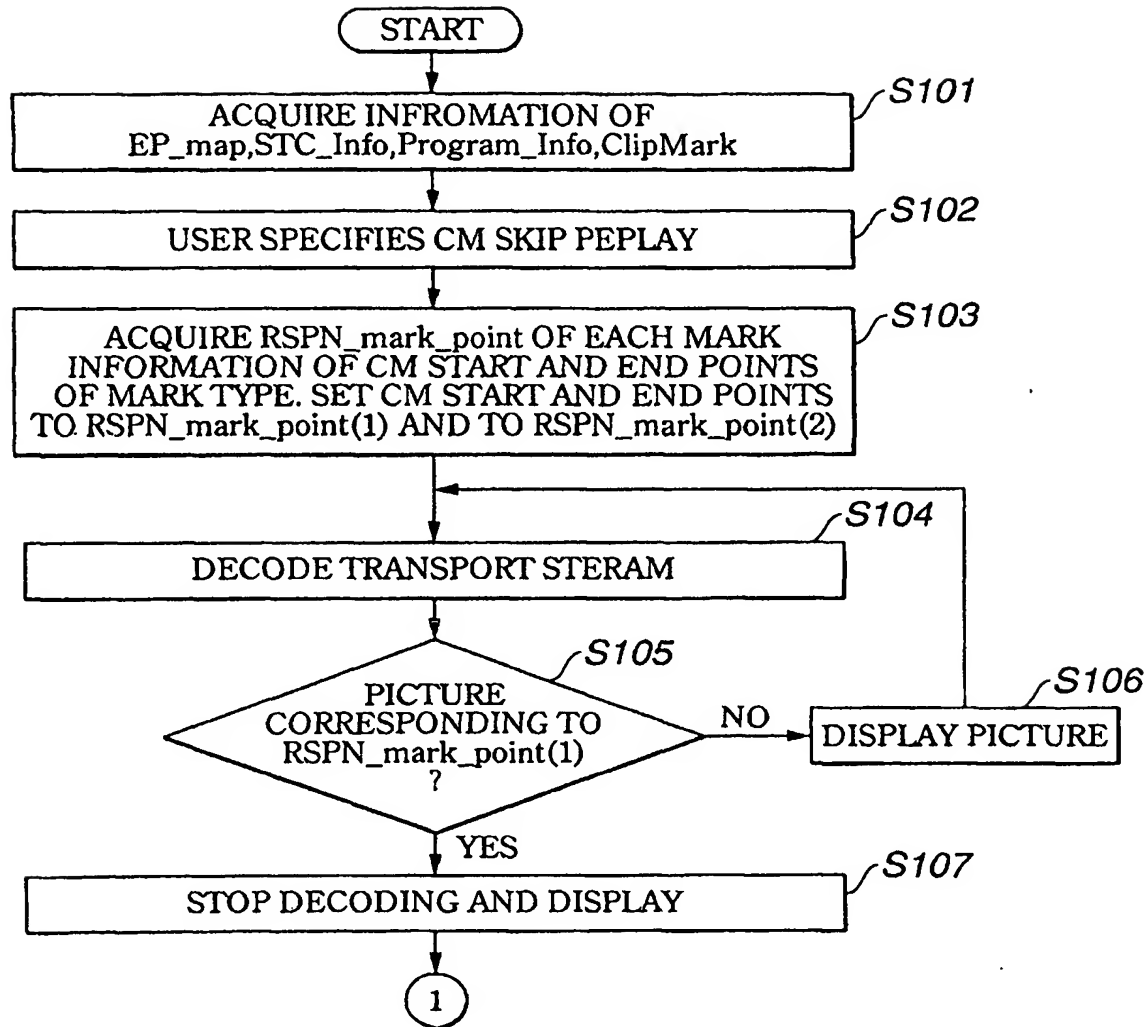 START
S101
ACQUIRE INFROMATION OF
EP_map,STC_Info,Program_Info,ClipMark
S102
USER SPECIFIES CM SKIP PEPLAY
S103
ACQUIRE RSPN_mark_point OF EACH MARK
INFORMATION OF CM START AND END POINTS
OF MARK TYPE. SET CM START AND END POINTS
TO RSPN_mark_point(1) AND TO RSPN_mark_point(2)
S104
DECODE TRANSPORT STERAM
S105
PICTURE
CORRESPONDING TO
RSPN_mark_point(1)
?
NO
S106
DISPLAY PICTURE
YES
S107
STOP DECODING AND DISPLAY
1